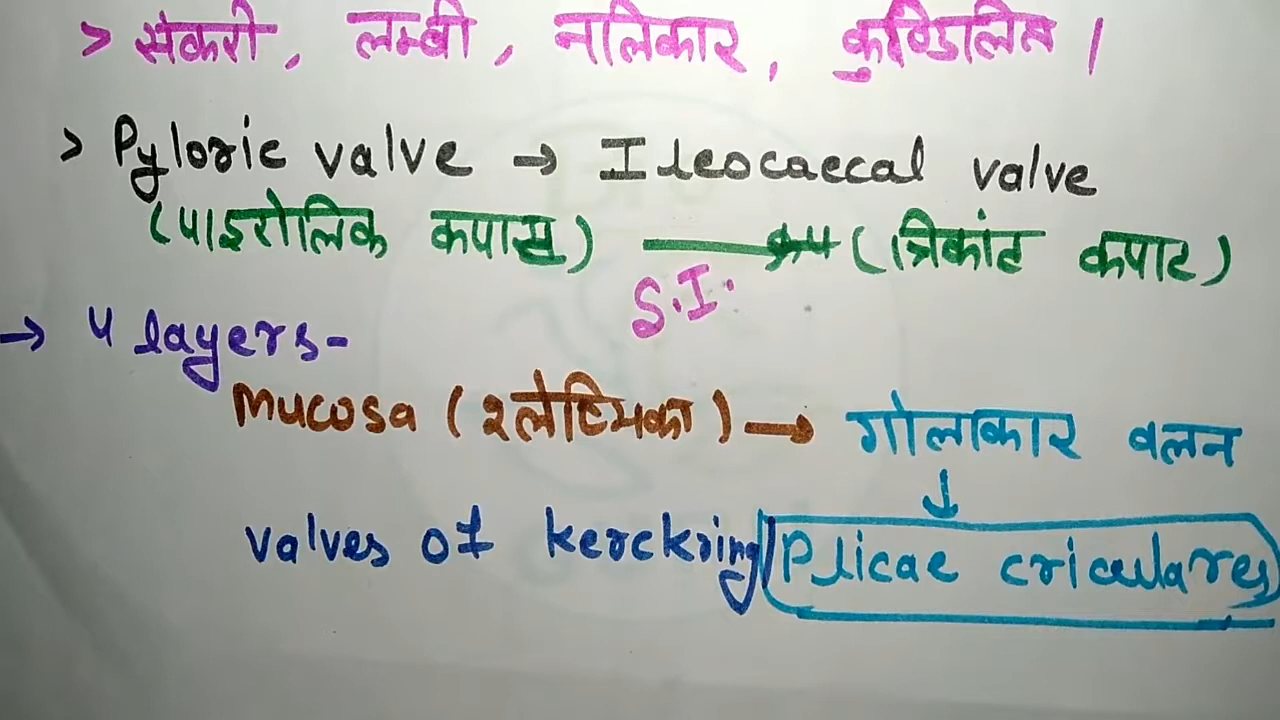 > संकरी, लम्बी, नलिकार, कुण्डलित ।
> Pyloric valve → Ileocaecal valve
(पाइरोलिक कपास) → (त्रिकांट कपाट)
S.I.
→ 4 layers-
Mucosa (श्लेष्मिका) → गोलाकार वलन
↓
valves of kerckring/Plicae criculares